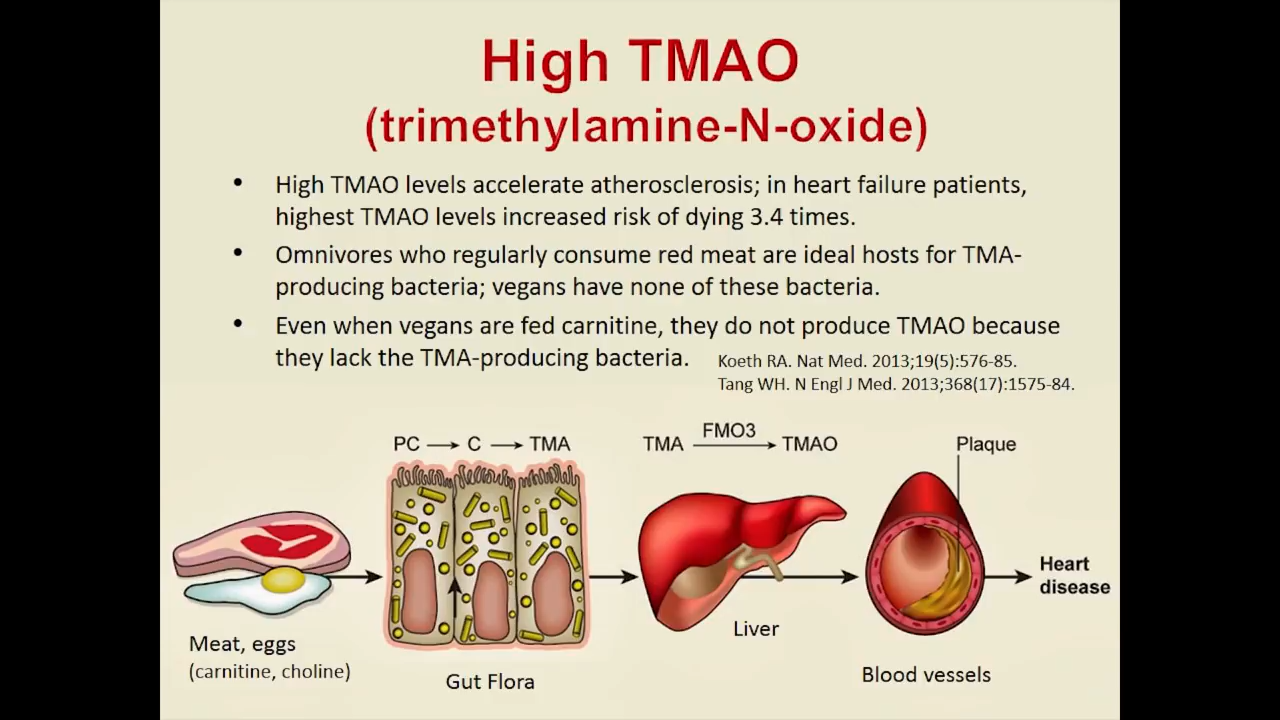 High TMAO
(trimethylamine-N-oxide)
• High TMAO levels accelerate atherosclerosis; in heart failure patients,
highest TMAO levels increased risk of dying 3.4 times.
• Omnivores who regularly consume red meat are ideal hosts for TMA-
producing bacteria; vegans have none of these bacteria.
• Even when vegans are fed carnitine, they do not produce TMAO because
they lack the TMA-producing bacteria.
Koeth RA. Nat Med. 2013;19(5):576-85.
Tang WH. N Engl J Med. 2013;368(17):1575-84.
PC → C → TMA
FMO3
TMA → TMAO
Plaque
Heart
disease
Meat, eggs
(carnitine, choline)
Gut Flora
Liver
Blood vessels